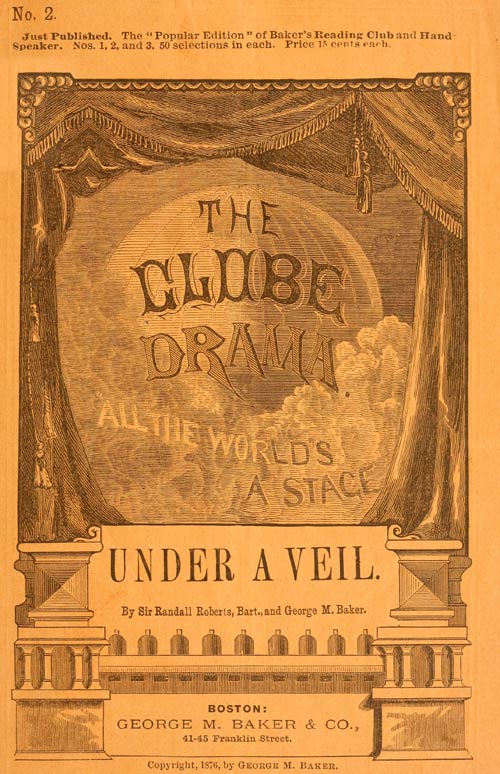 No. 2.
Just Published. The "Popular Edition" of Baker's Reading Club and Hand-
Speaker. Nos. 1, 2, and 3. 50 selections in each. Price 15 cents each.
THE
GLOBE
DRAMA.
"ALL THE WORLD'S
A STAGE
UNDER A VEIL.
By Sir Randall Roberts, Bart., and George M. Baker.
BOSTON:
GEORGE M. BAKER & CO.,
41-45 Franklin Street.
Copyright, 1876, by GEORGE M. BAKER.